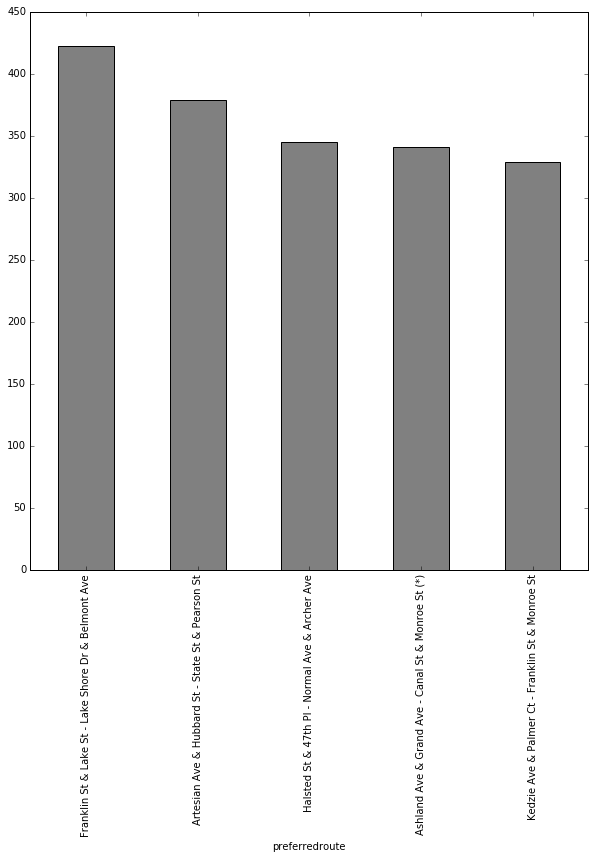 450
400
350
300
250
200
150
100
50
0
Franklin St & Lake St - Lake Shore Dr & Belmont Ave
Artesian Ave & Hubbard St - State St & Pearson St
Halsted St & 47th Pl - Normal Ave & Archer Ave
Ashland Ave & Grand Ave - Canal St & Monroe St (*)
Kedzie Ave & Palmer Ct - Franklin St & Monroe St
preferredroute